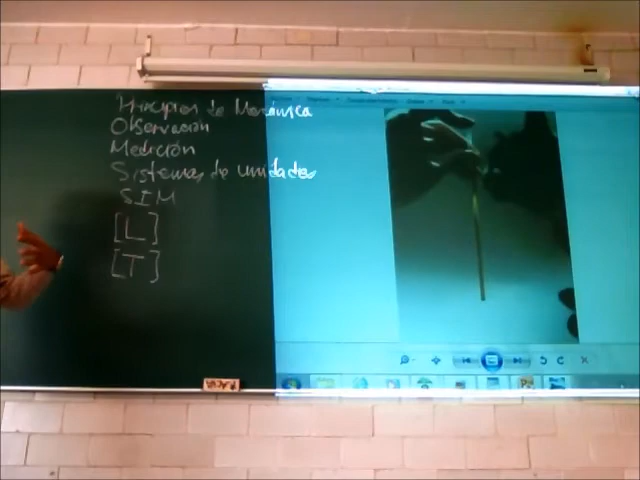 Principios de Mecánica
Observación
Medición
Sistemas de unidades
SIM
[L]
[T]